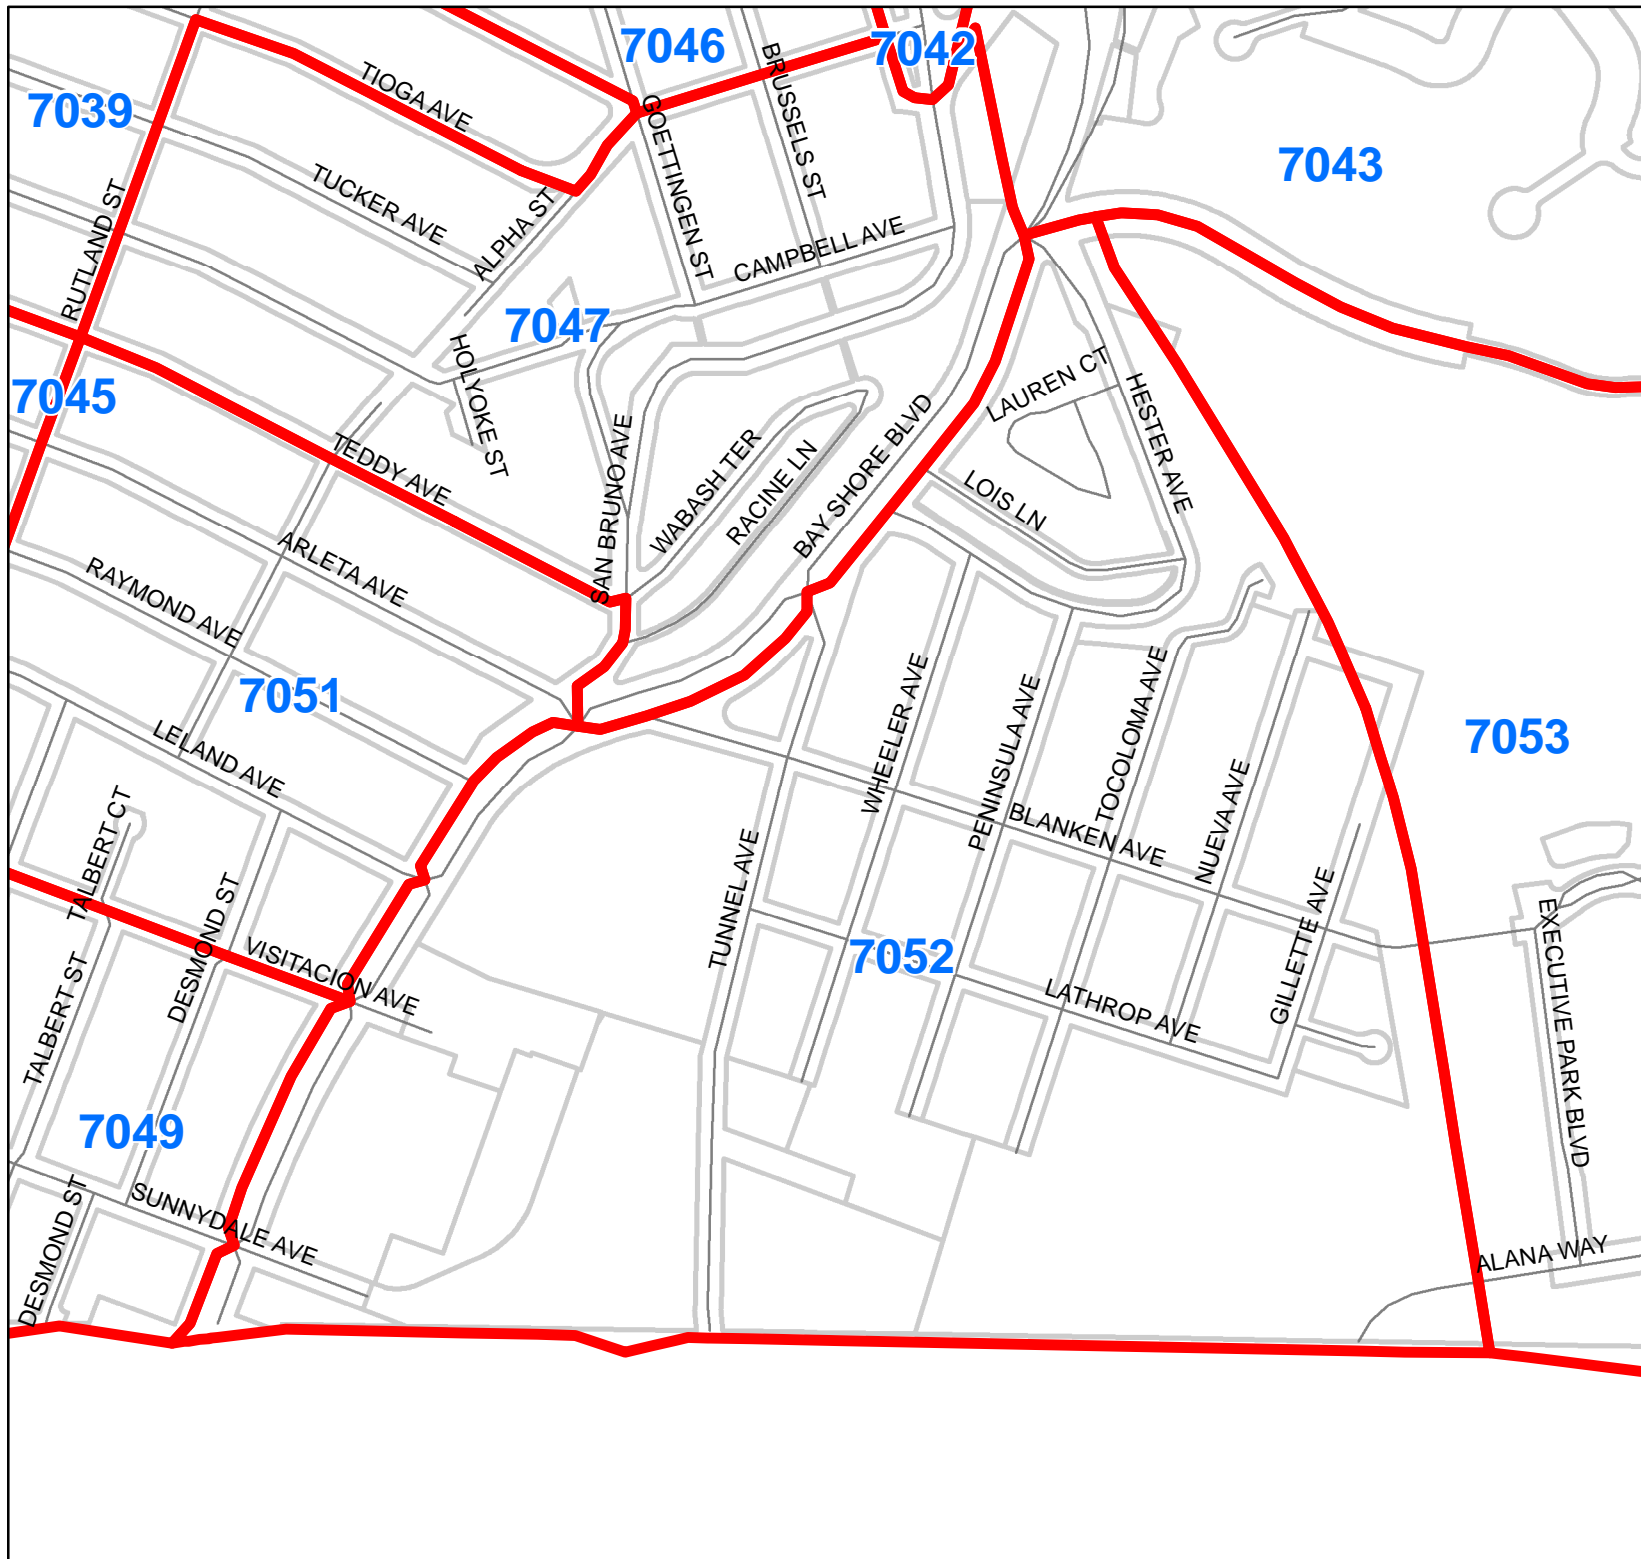 7046
7042
BRUSSELS ST
TIOGA AVE
7039
GOETTINGEN ST
7043
TUCKER AVE
RUTLAND ST
ALPHA ST
CAMPBELL AVE
7047
HOLYOKE ST
7045
LAUREN CT
HESTER AVE
TEDDY AVE
SAN BRUNO AVE
WABASH TER
RACINE LN
BAY SHORE BLVD
LOIS LN
ARLETA AVE
RAYMOND AVE
7051
WHEELER AVE
PENINSULA AVE
TOCOLOMA AVE
7053
LELAND AVE
NUEVA AVE
TALBERT CT
BLANKEN AVE
TUNNEL AVE
DESMOND ST
GILLETTE AVE
EXECUTIVE PARK BLVD
VISITACION AVE
7052
TALBERT ST
LATHROP AVE
7049
SUNNYDALE AVE
DESMOND ST
ALANA WAY